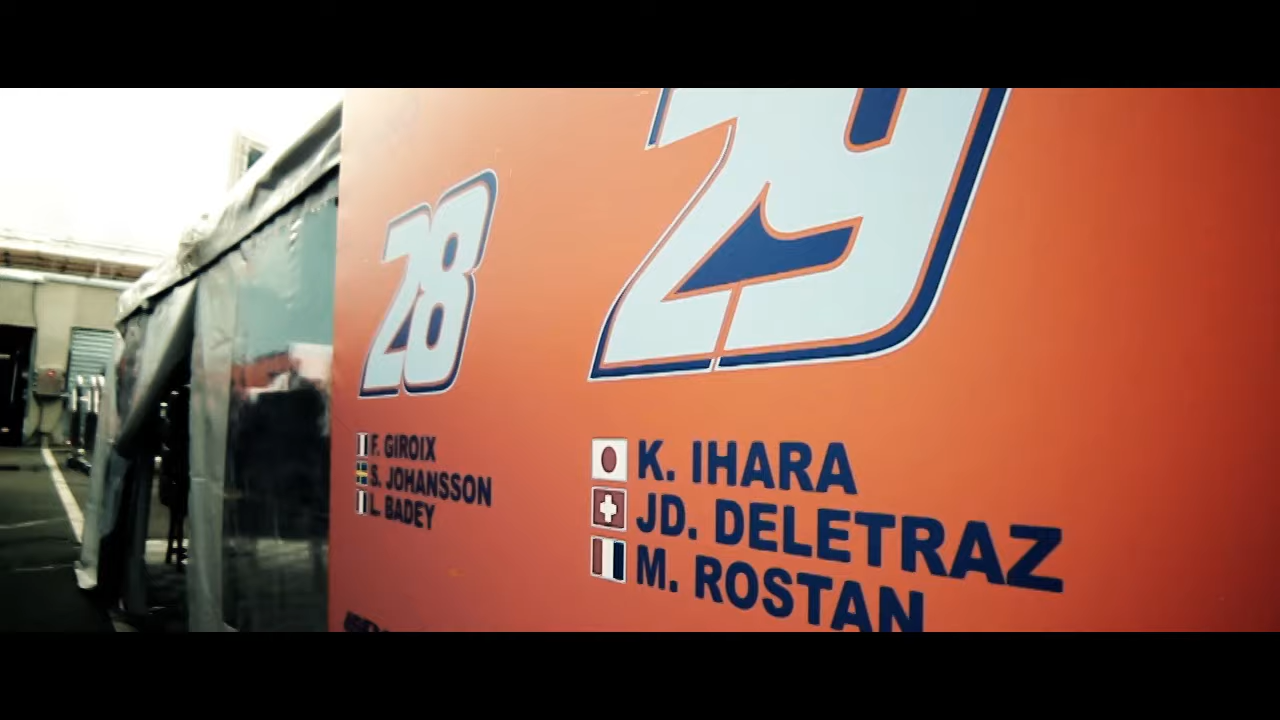 28
F. GIROIX
S. JOHANSSON
L. BADEY
29
K. IHARA
JD. DELETRAZ
M. ROSTAN